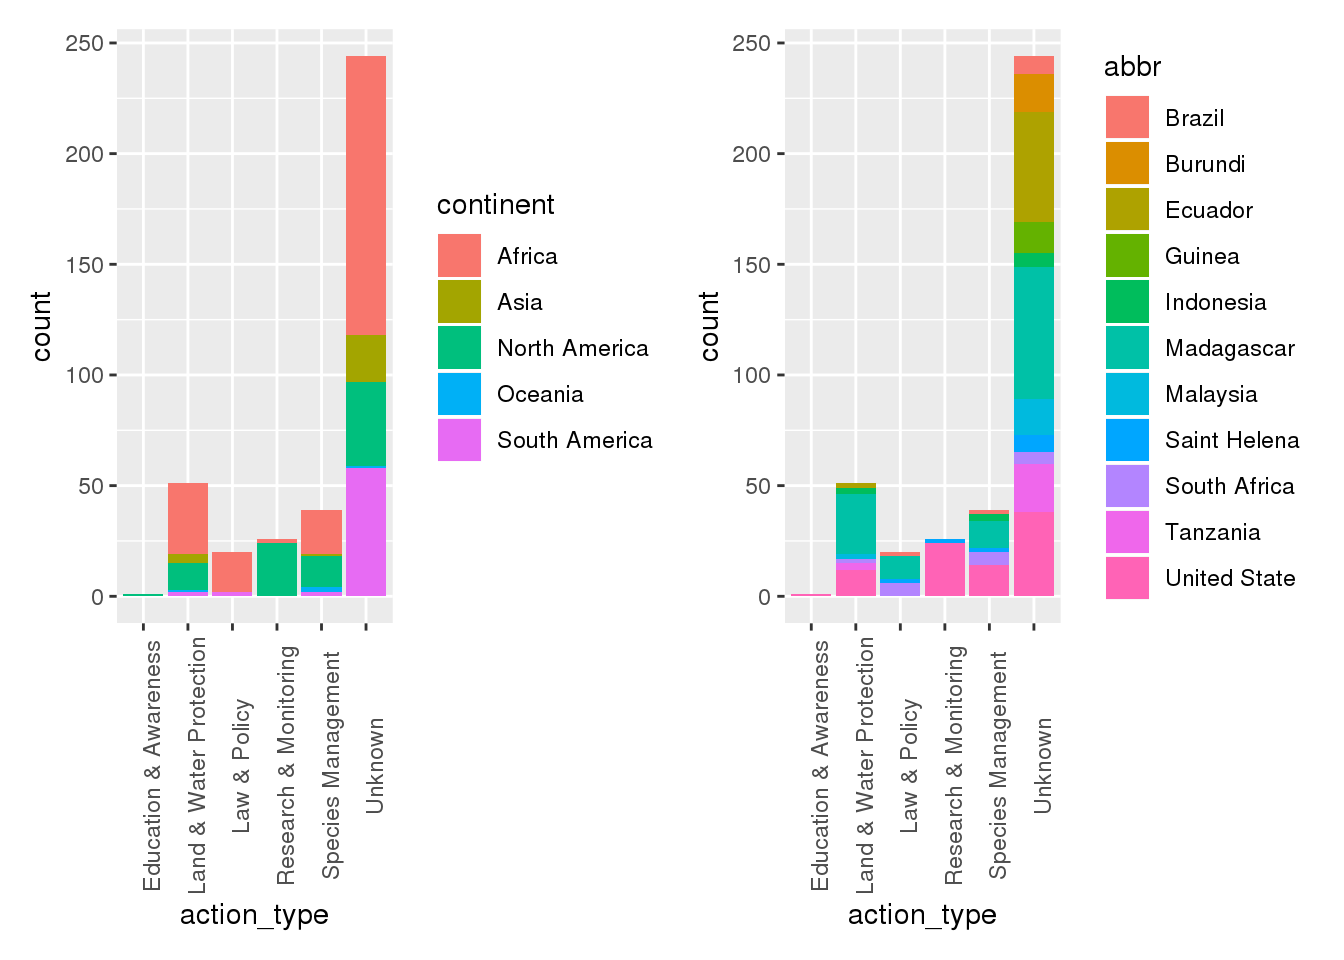 250
200
150
100
50
0
count
Education & Awareness
Land & Water Protection
Law & Policy
Research & Monitoring
Species Management
Unknown
action_type
continent
Africa
Asia
North America
Oceania
South America
250
200
150
100
50
0
count
Education & Awareness
Land & Water Protection
Law & Policy
Research & Monitoring
Species Management
Unknown
action_type
abbr
Brazil
Burundi
Ecuador
Guinea
Indonesia
Madagascar
Malaysia
Saint Helena
South Africa
Tanzania
United State